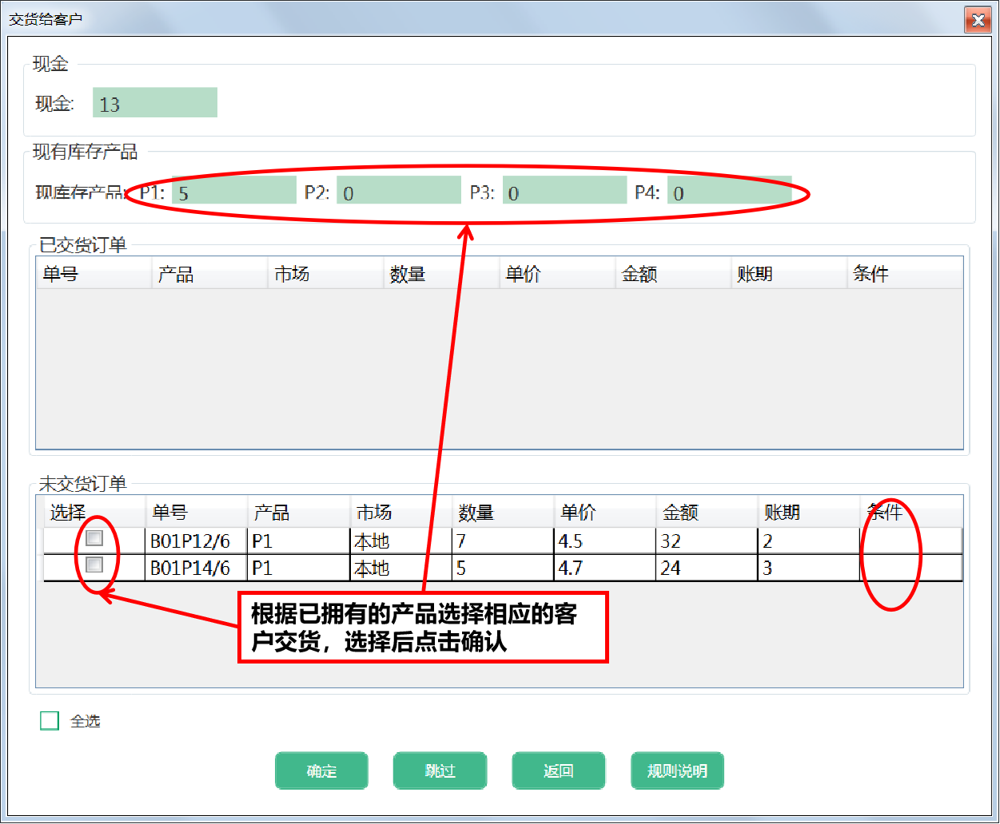 交货给客户
现金
现金: 13
现有库存产品
现库存产品: P1: 5 P2: 0 P3: 0 P4: 0
已交货订单
单号 产品 市场 数量 单价 金额 账期 条件
未交货订单
选择 单号 产品 市场 数量 单价 金额 账期 条件
B01P12/6 P1 本地 7 4.5 32 2
B01P14/6 P1 本地 5 4.7 24 3
根据已拥有的产品选择相应的客
户交货，选择后点击确认
全选
确定 跳过 返回 规则说明